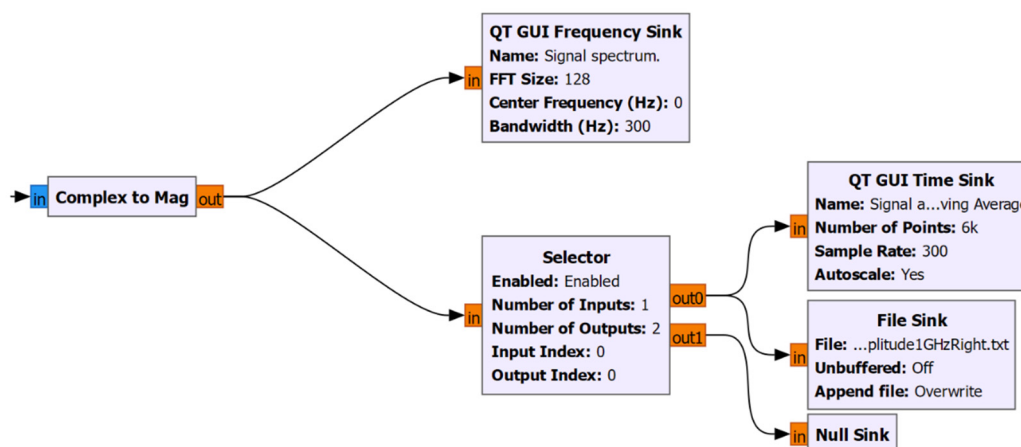 QT GUI Frequency Sink
Name: Signal spectrum.
in
FFT Size: 128
Center Frequency (Hz): 0
Bandwidth (Hz): 300
in
Complex to Mag
out
QT GUI Time Sink
Name: Signal a...ving Average
in
Number of Points: 6k
Sample Rate: 300
Autoscale: Yes
Selector
Enabled: Enabled
Number of Inputs: 1
in
Number of Outputs: 2
Input Index: 0
Output Index: 0
out0
out1
File Sink
File: ...plitude1GHzRight.txt
in
Unbuffered: Off
Append file: Overwrite
in
Null Sink